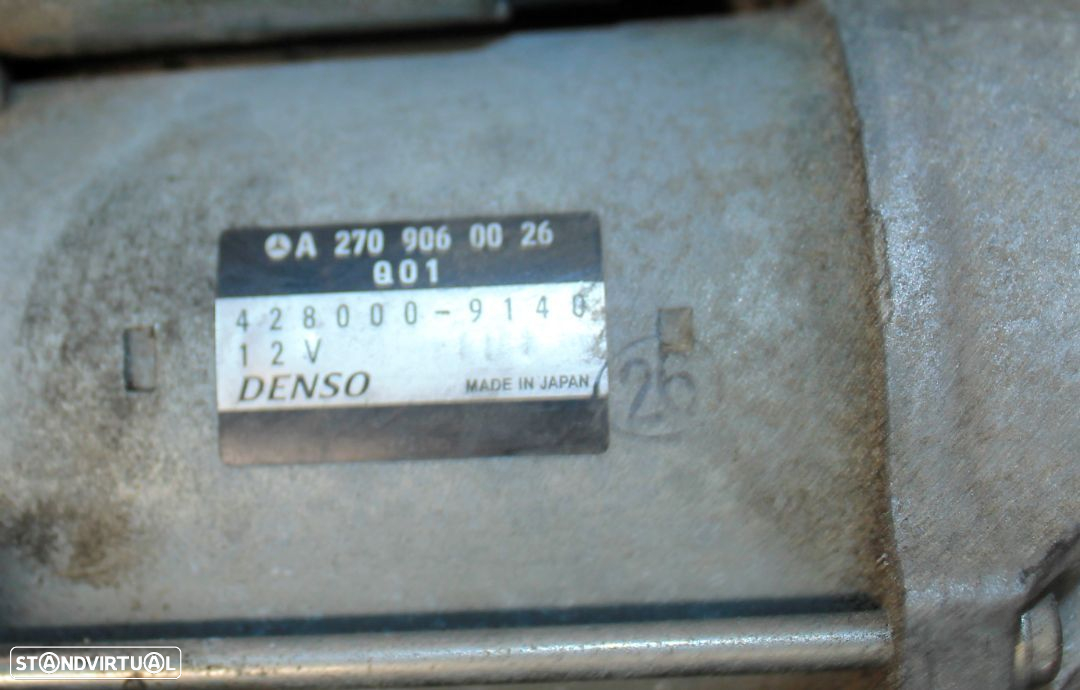 A 270 906 00 26
Q01
428000-9140
12V
DENSO MADE IN JAPAN
26
STANDVIRTUAL